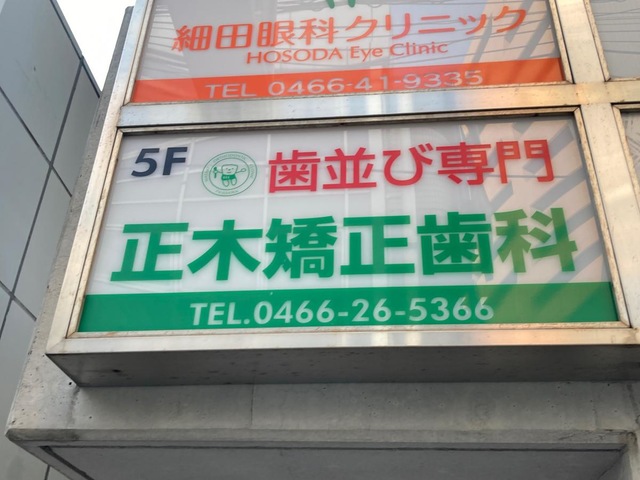 細田眼科クリニック
HOSODA Eye Clinic
TEL 0466-41-9335
5F 歯並び専門
正木矯正歯科
TEL.0466-26-5366